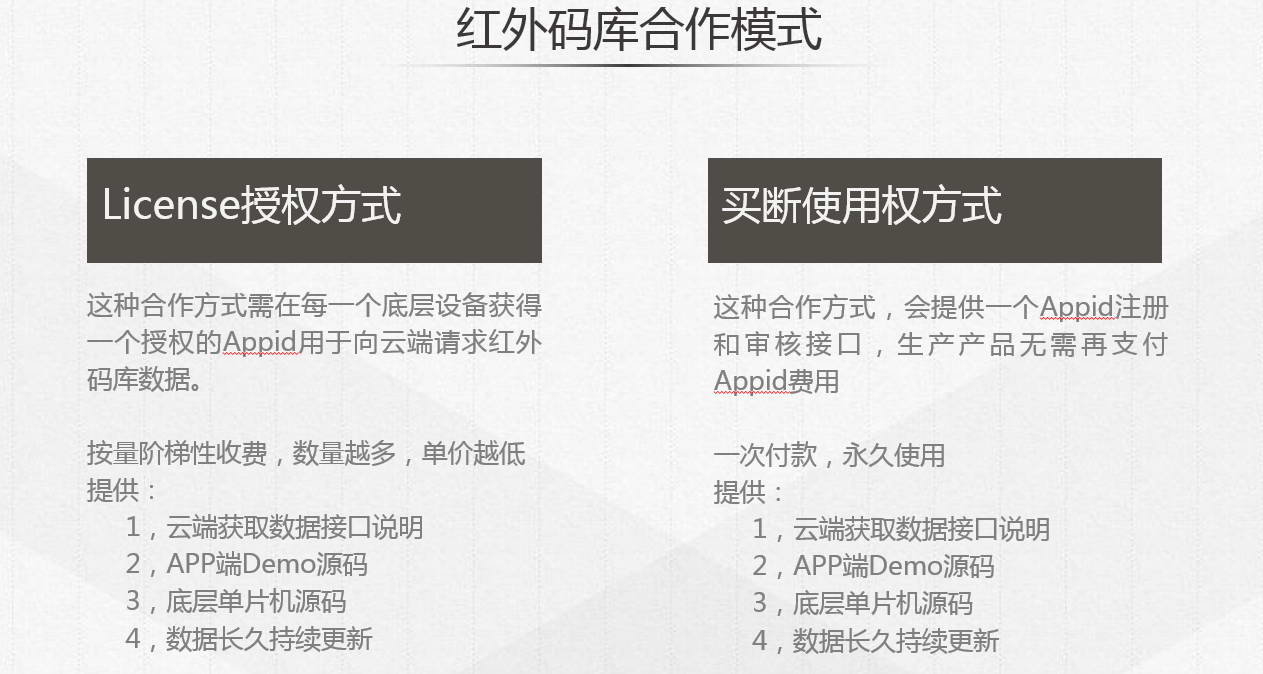 红外码库合作模式
License授权方式
这种合作方式需在每一个底层设备获得
一个授权的Appid用于向云端请求红外
码库数据。
按量阶梯性收费，数量越多，单价越低
提供：
1，云端获取数据接口说明
2，APP端Demo源码
3，底层单片机源码
4，数据长久持续更新
买断使用权方式
这种合作方式，会提供一个Appid注册
和审核接口，生产产品无需再支付
Appid费用
一次付款，永久使用
提供：
1，云端获取数据接口说明
2，APP端Demo源码
3，底层单片机源码
4，数据长久持续更新